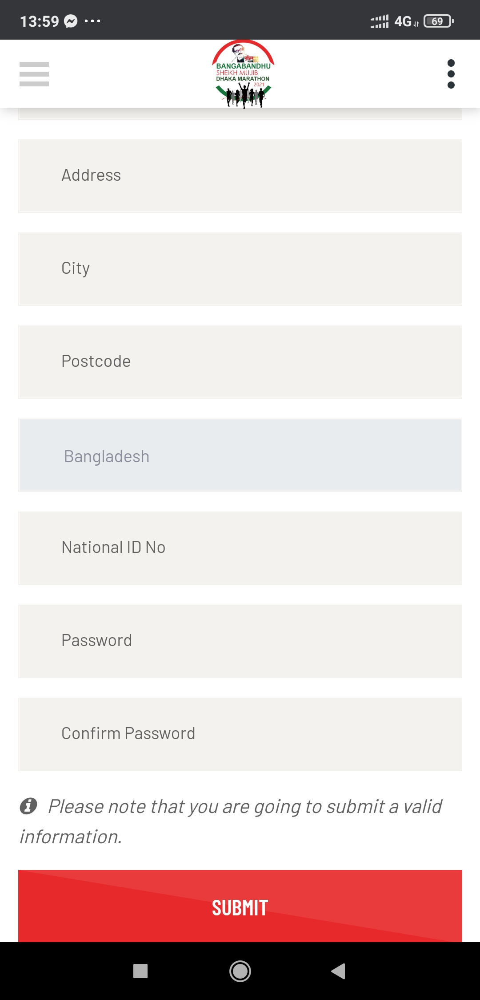 13:59
4G
69
মুজিব
100
BANGABANDHU
SHEIKH MUJIB
DHAKA MARATHON
2021
Address
City
Postcode
Bangladesh
National ID No
Password
Confirm Password
Please note that you are going to submit a valid
information.
SUBMIT